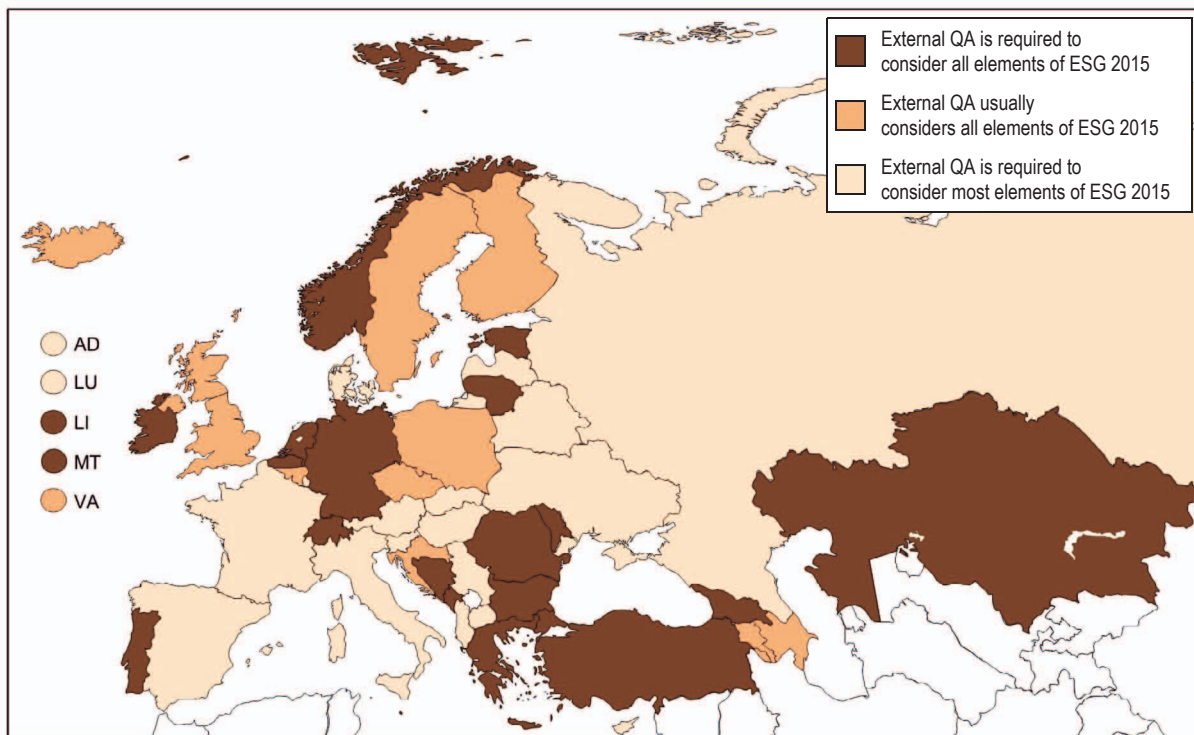 External QA is required to
consider all elements of ESG 2015
External QA usually
considers all elements of ESG 2015
External QA is required to
consider most elements of ESG 2015
AD
LU
LI
MT
VA